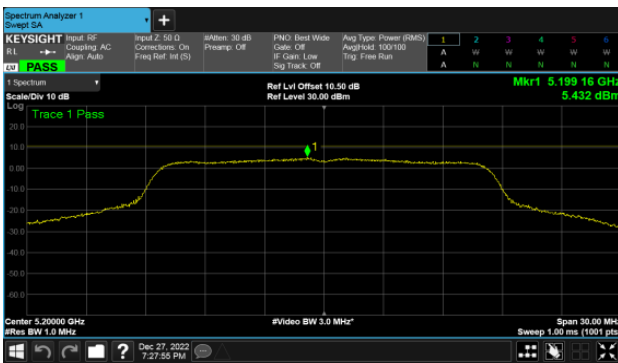 Spectrum Analyzer 1
Swept SA
KEYSIGHT
RL
LXI PASS
Input: RF
Coupling: AC
Align: Auto
Input Z: 50 Ω
Corrections: On
Freq Ref: Int (S)
#Atten: 30 dB
Preamp: Off
PNO: Best Wide
Gate: Off
IF Gain: Low
Sig Track: Off
Avg Type: Power (RMS)
Avg|Hold: 100/100
Trig: Free Run
1 2 3 4 5 6
A W W W W W
A N N N N N
1 Spectrum
Scale/Div 10 dB
Ref Lvl Offset 10.50 dB
Ref Level 30.00 dBm
Mkr1 5.199 16 GHz
5.432 dBm
Log
Trace 1 Pass
20.0
10.0
0.00
-10.0
-20.0
-30.0
-40.0
-50.0
-60.0
1
Center 5.20000 GHz
#Res BW 1.0 MHz
#Video BW 3.0 MHz*
Span 30.00 MHz
Sweep 1.00 ms (1001 pts)
Dec 27, 2022
7:27:55 PM